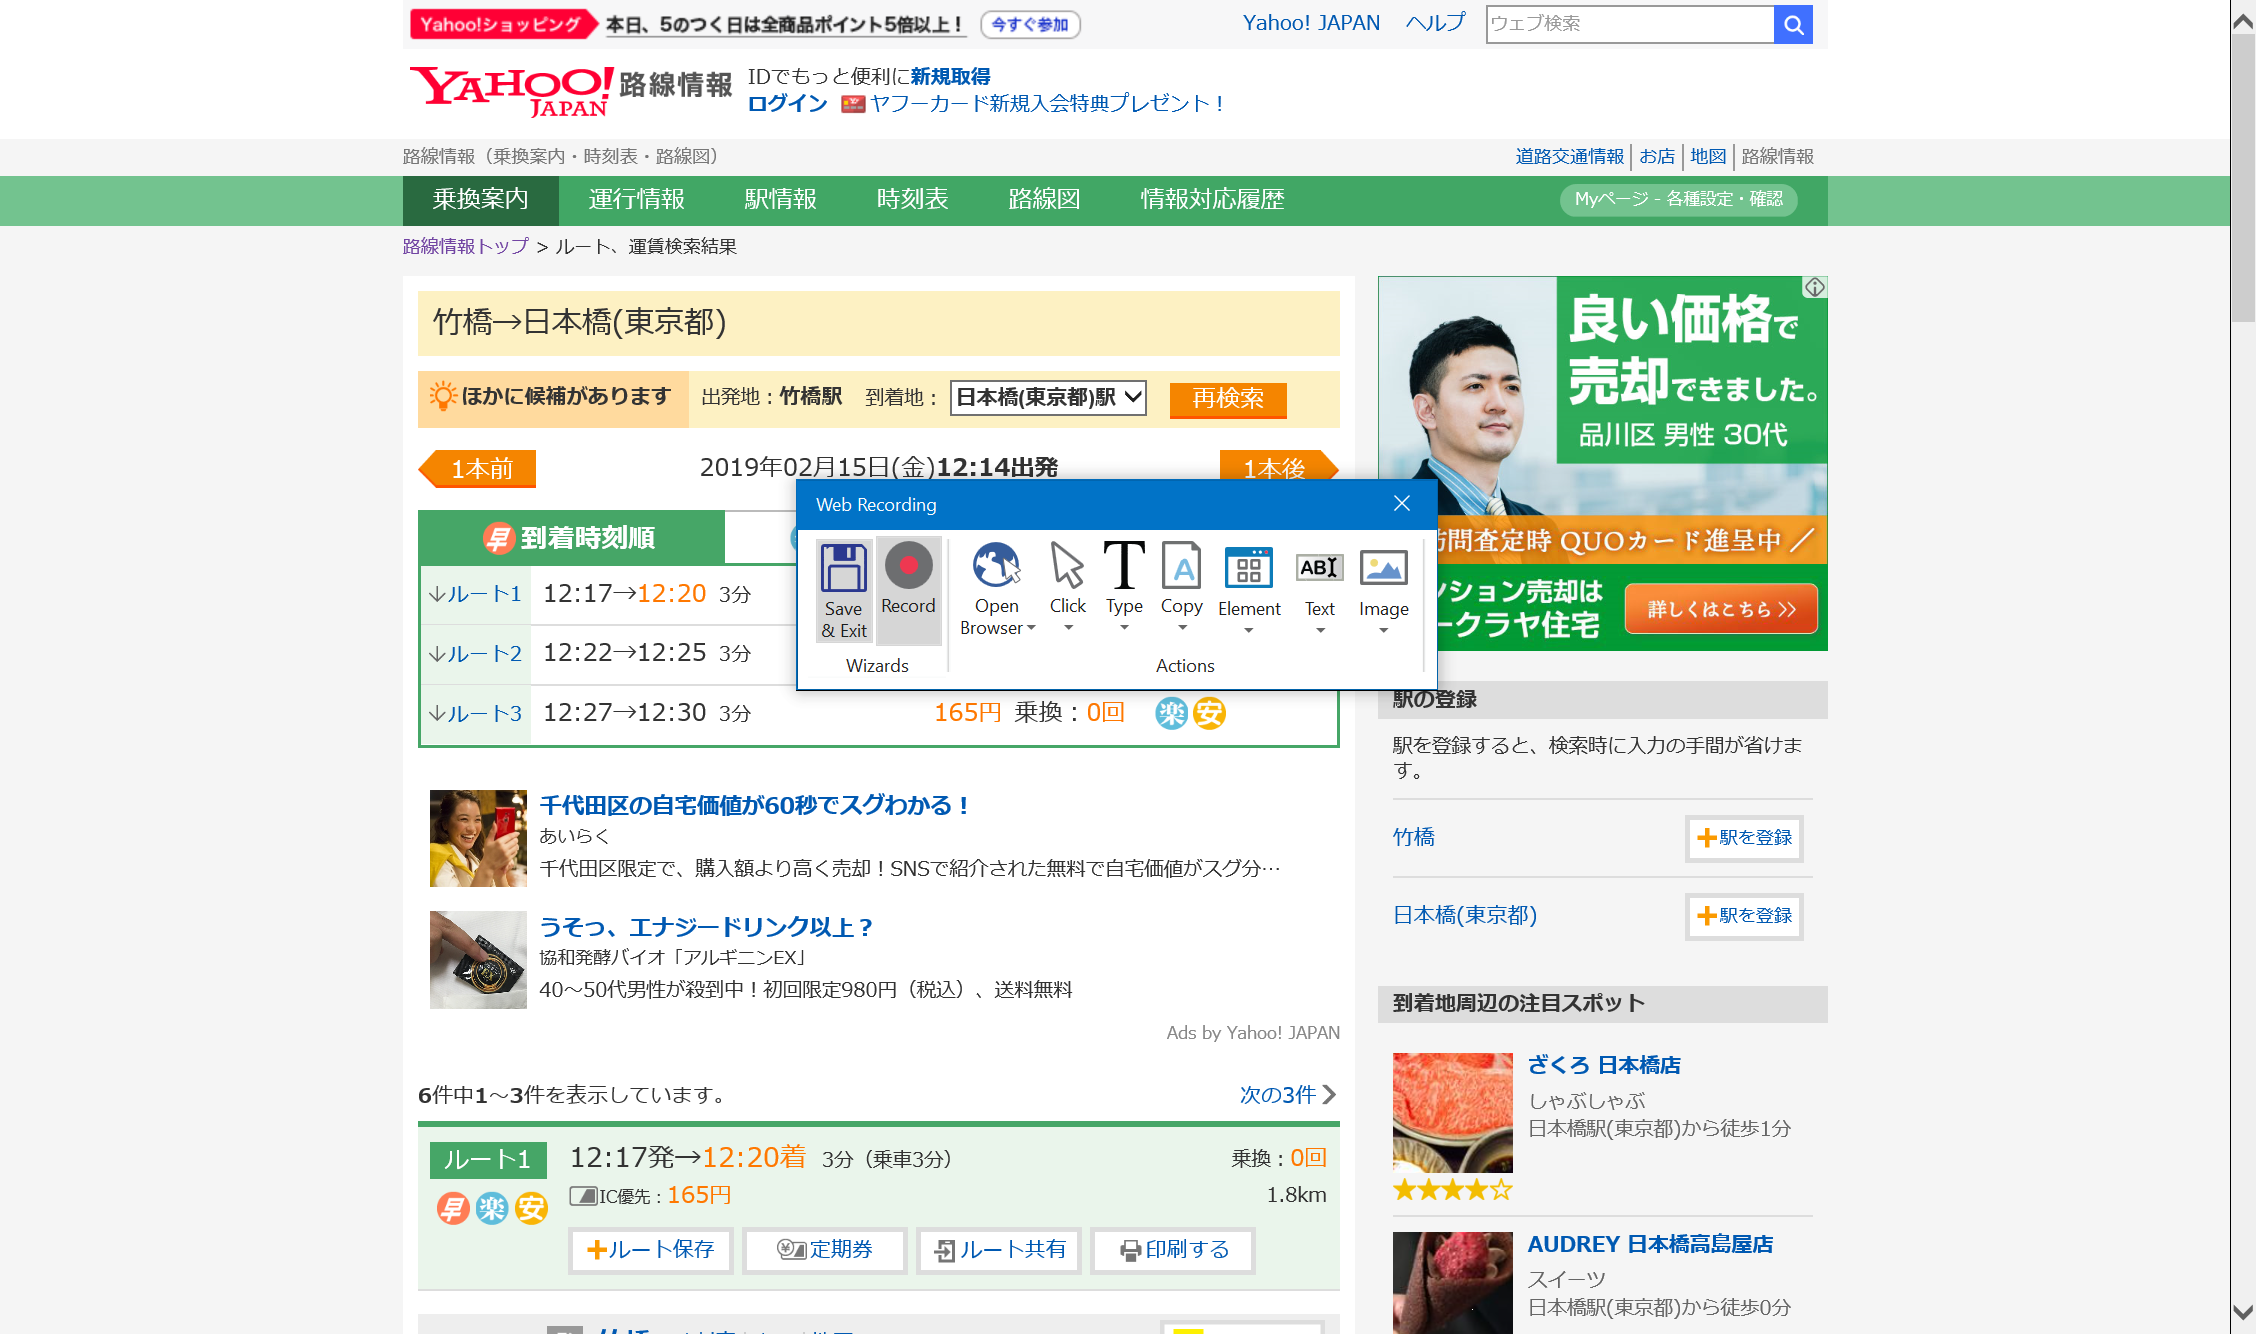 Yahoo!ショッピング 本日、5のつく日は全商品ポイント5倍以上！ 今すぐ参加
Yahoo! JAPAN ヘルプ ウェブ検索
YAHOO! JAPAN 路線情報
IDでもっと便利に新規取得
ログイン ヤフーカード新規入会特典プレゼント！
路線情報（乗換案内・時刻表・路線図）
道路交通情報 お店 地図 路線情報
乗換案内 運行情報 駅情報 時刻表 路線図 情報対応履歴 Myページ - 各種設定・確認
路線情報トップ > ルート、運賃検索結果
竹橋→日本橋(東京都)
ほかに候補があります 出発地：竹橋駅 到着地： 日本橋(東京都)駅 再検索
1本前 2019年02月15日(金)12:14出発 1本後
早 到着時刻順
↓ルート1 12:17→12:20 3分
↓ルート2 12:22→12:25 3分
↓ルート3 12:27→12:30 3分 165円 乗換：0回 楽 安
Web Recording
Save & Exit
Record
Wizards
Open Browser
Click
Type
Copy
Element
Text
Image
Actions
千代田区の自宅価値が60秒でスグわかる！
あいらく
千代田区限定で、購入額より高く売却！SNSで紹介された無料で自宅価値がスグ分…
うそっ、エナジードリンク以上？
協和発酵バイオ「アルギニンEX」
40～50代男性が殺到中！初回限定980円（税込）、送料無料
Ads by Yahoo! JAPAN
6件中1～3件を表示しています。 次の3件
ルート1 12:17発→12:20着 3分（乗車3分） 乗換：0回
早 楽 安 IC優先：165円 1.8km
ルート保存 定期券 ルート共有 印刷する
良い価格で
売却できました。
品川区 男性 30代
訪問査定時 QUOカード進呈中
ション売却は
ークラヤ住宅
詳しくはこちら
駅の登録
駅を登録すると、検索時に入力の手間が省けま
す。
竹橋 駅を登録
日本橋(東京都) 駅を登録
到着地周辺の注目スポット
ざくろ 日本橋店
しゃぶしゃぶ
日本橋駅(東京都)から徒歩1分
★★★★☆
AUDREY 日本橋高島屋店
スイーツ
日本橋駅(東京都)から徒歩0分